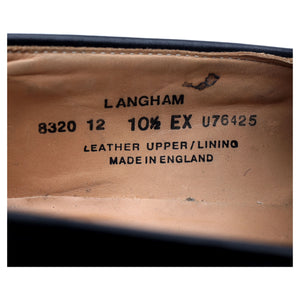 LANGHAM
8320 12 10½ EX U76425
LEATHER UPPER/LINING
MADE IN ENGLAND